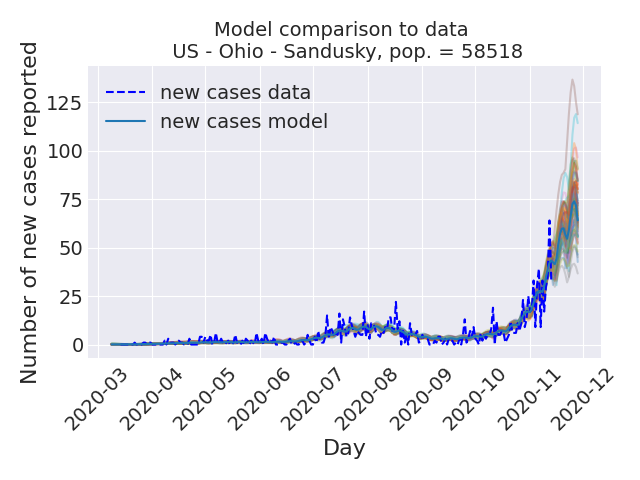 Model comparison to data
US - Ohio - Sandusky, pop. = 58518
Number of new cases reported
125
100
75
50
25
0
new cases data
new cases model
2020-03
2020-04
2020-05
2020-06
2020-07
2020-08
2020-09
2020-10
2020-11
2020-12
Day